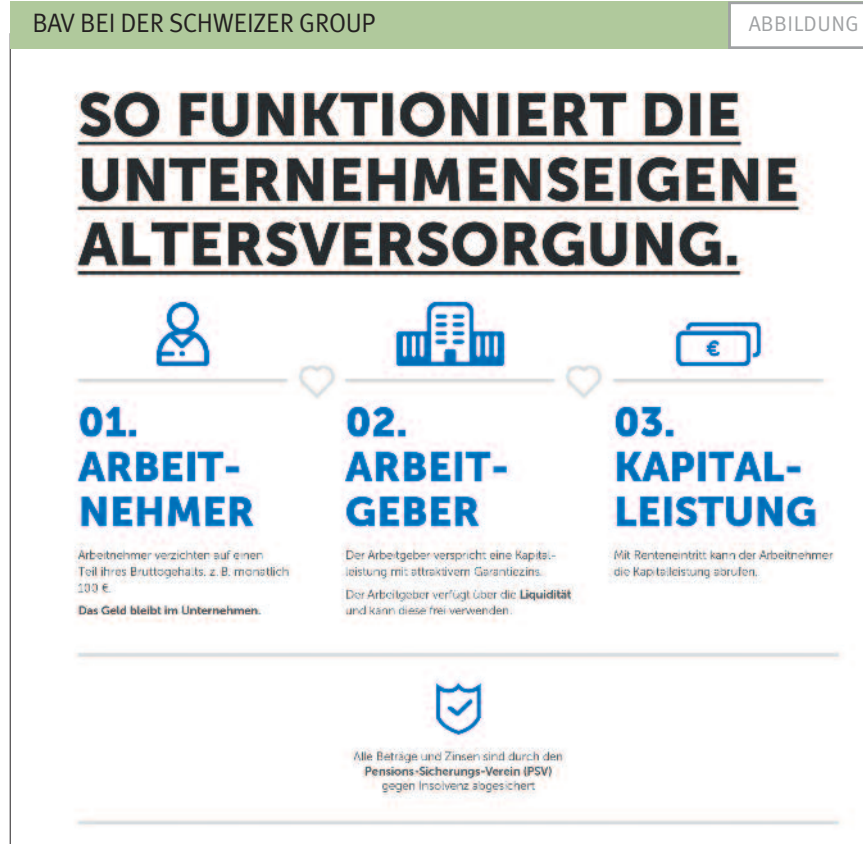 BAV BEI DER SCHWEIZER GROUP
ABBILDUNG
SO FUNKTIONIERT DIE
UNTERNEHMENSEIGENE
ALTERSVERSORGUNG.
€
01.
ARBEIT-
NEHMER
Arbeitnehmer verzichten auf einen
Teil ihres Bruttogehalts, z. B. monatlich
100 €.
Das Geld bleibt im Unternehmen.
02.
ARBEIT-
GEBER
Der Arbeitgeber verspricht eine Kapital-
leistung mit attraktivem Garantiezins.
Der Arbeitgeber verfügt über die Liquidität
und kann diese frei verwenden.
03.
KAPITAL-
LEISTUNG
Mit Renteneintritt kann der Arbeitnehmer
die Kapitalleistung abrufen.
Alle Beträge und Zinsen sind durch den
Pensions-Sicherungs-Verein (PSV)
gegen Insolvenz abgesichert